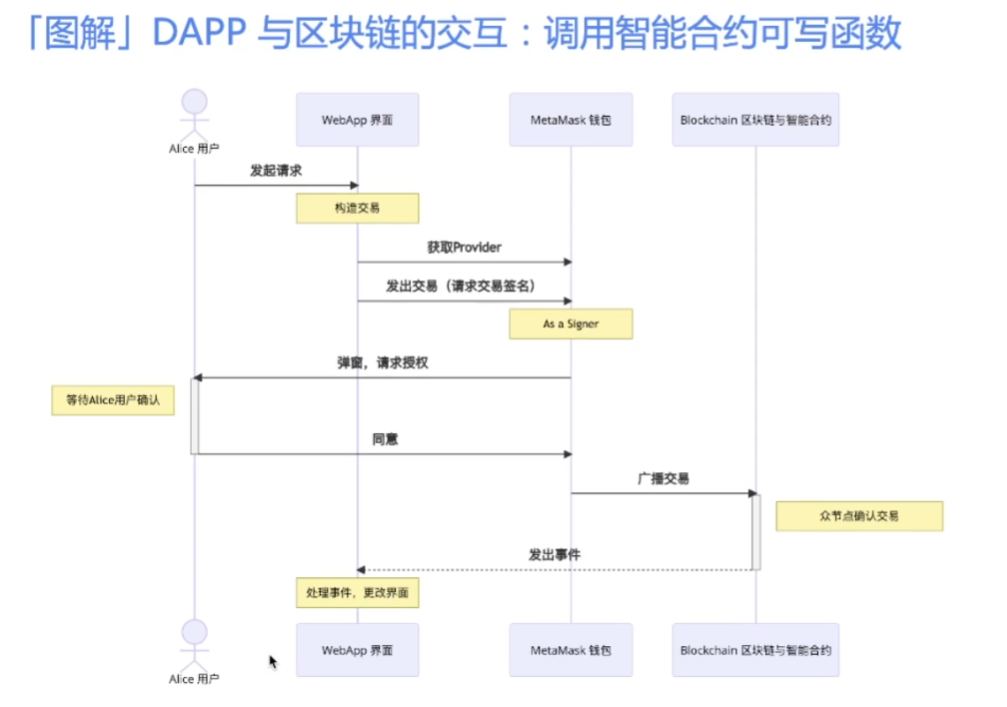 「图解」DAPP 与区块链的交互：调用智能合约可写函数
WebApp 界面
MetaMask 钱包
Blockchain 区块链与智能合约
Alice 用户
发起请求
构造交易
获取Provider
发出交易（请求交易签名）
As a Signer
弹窗，请求授权
等待Alice用户确认
同意
广播交易
众节点确认交易
发出事件
处理事件，更改界面
WebApp 界面
MetaMask 钱包
Blockchain 区块链与智能合约
Alice 用户